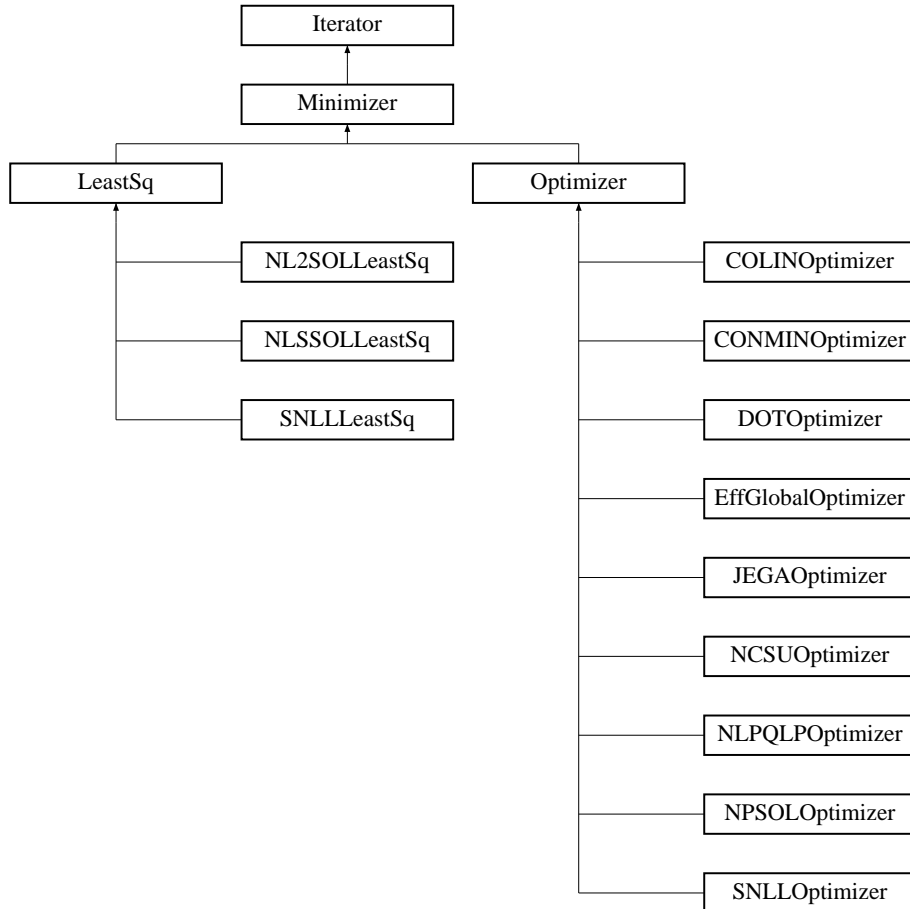 Iterator
Minimizer
LeastSq
Optimizer
NL2SOLLeastSq
COLINOptimizer
NLSSOLLeastSq
CONMINOptimizer
SNLLLeastSq
DOTOptimizer
EffGlobalOptimizer
JEGAOptimizer
NCSUOptimizer
NLPQLPOptimizer
NPSOLOptimizer
SNLLOptimizer